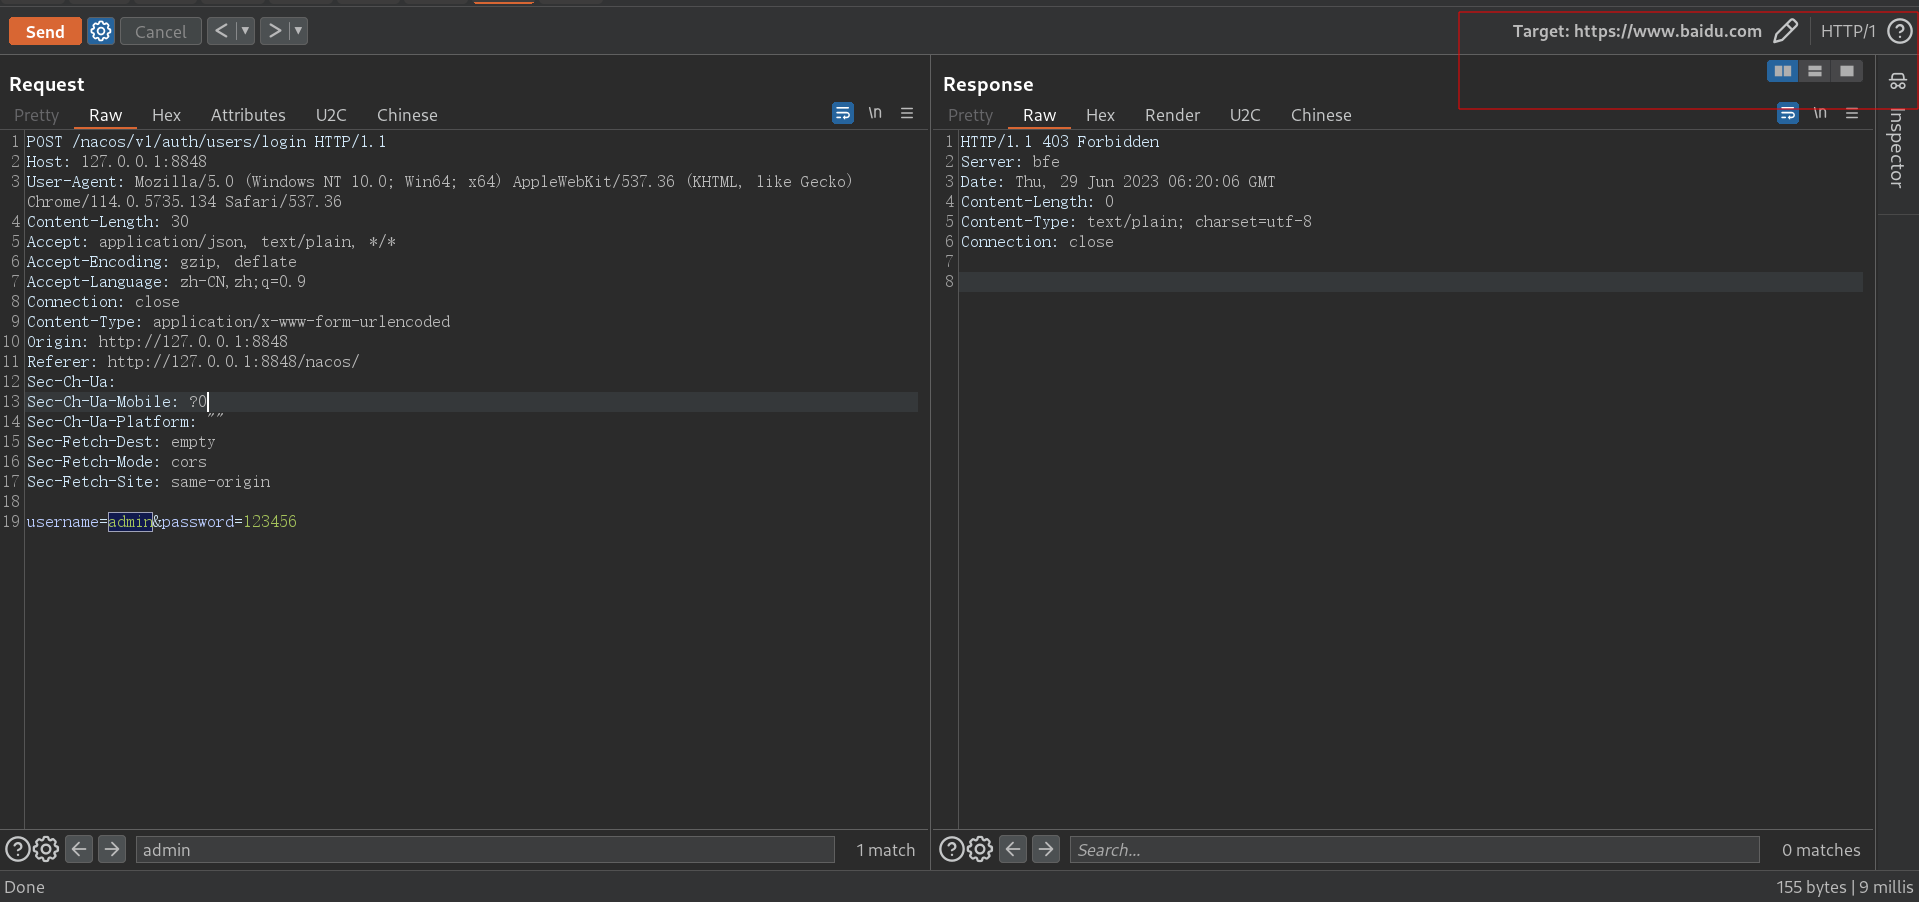 Send Cancel < ▼ > ▼ Target: https://www.baidu.com HTTP/1 ?
Request
Pretty Raw Hex Attributes U2C Chinese \n ≡
1 POST /nacos/v1/auth/users/login HTTP/1.1
2 Host: 127.0.0.1:8848
3 User-Agent: Mozilla/5.0 (Windows NT 10.0; Win64; x64) AppleWebKit/537.36 (KHTML, like Gecko)
Chrome/114.0.5735.134 Safari/537.36
4 Content-Length: 30
5 Accept: application/json, text/plain, */*
6 Accept-Encoding: gzip, deflate
7 Accept-Language: zh-CN,zh;q=0.9
8 Connection: close
9 Content-Type: application/x-www-form-urlencoded
10 Origin: http://127.0.0.1:8848
11 Referer: http://127.0.0.1:8848/nacos/
12 Sec-Ch-Ua:
13 Sec-Ch-Ua-Mobile: ?0
14 Sec-Ch-Ua-Platform: ""
15 Sec-Fetch-Dest: empty
16 Sec-Fetch-Mode: cors
17 Sec-Fetch-Site: same-origin
18
19 username=admin&password=123456
? admin 1 match
Response
Pretty Raw Hex Render U2C Chinese \n ≡
1 HTTP/1.1 403 Forbidden
2 Server: bfe
3 Date: Thu, 29 Jun 2023 06:20:06 GMT
4 Content-Length: 0
5 Content-Type: text/plain; charset=utf-8
6 Connection: close
7
8
? Search... 0 matches
Inspector
Done 155 bytes | 9 millis